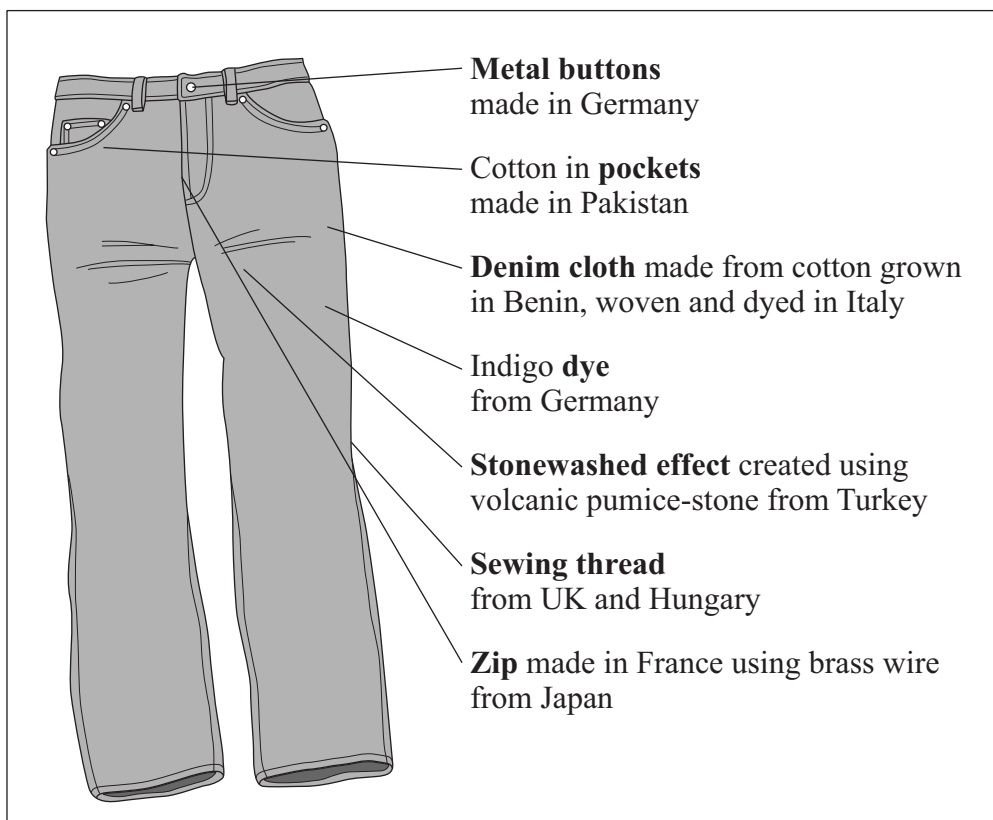 Metal buttons
made in Germany
Cotton in pockets
made in Pakistan
Denim cloth made from cotton grown
in Benin, woven and dyed in Italy
Indigo dye
from Germany
Stonewashed effect created using
volcanic pumice-stone from Turkey
Sewing thread
from UK and Hungary
Zip made in France using brass wire
from Japan